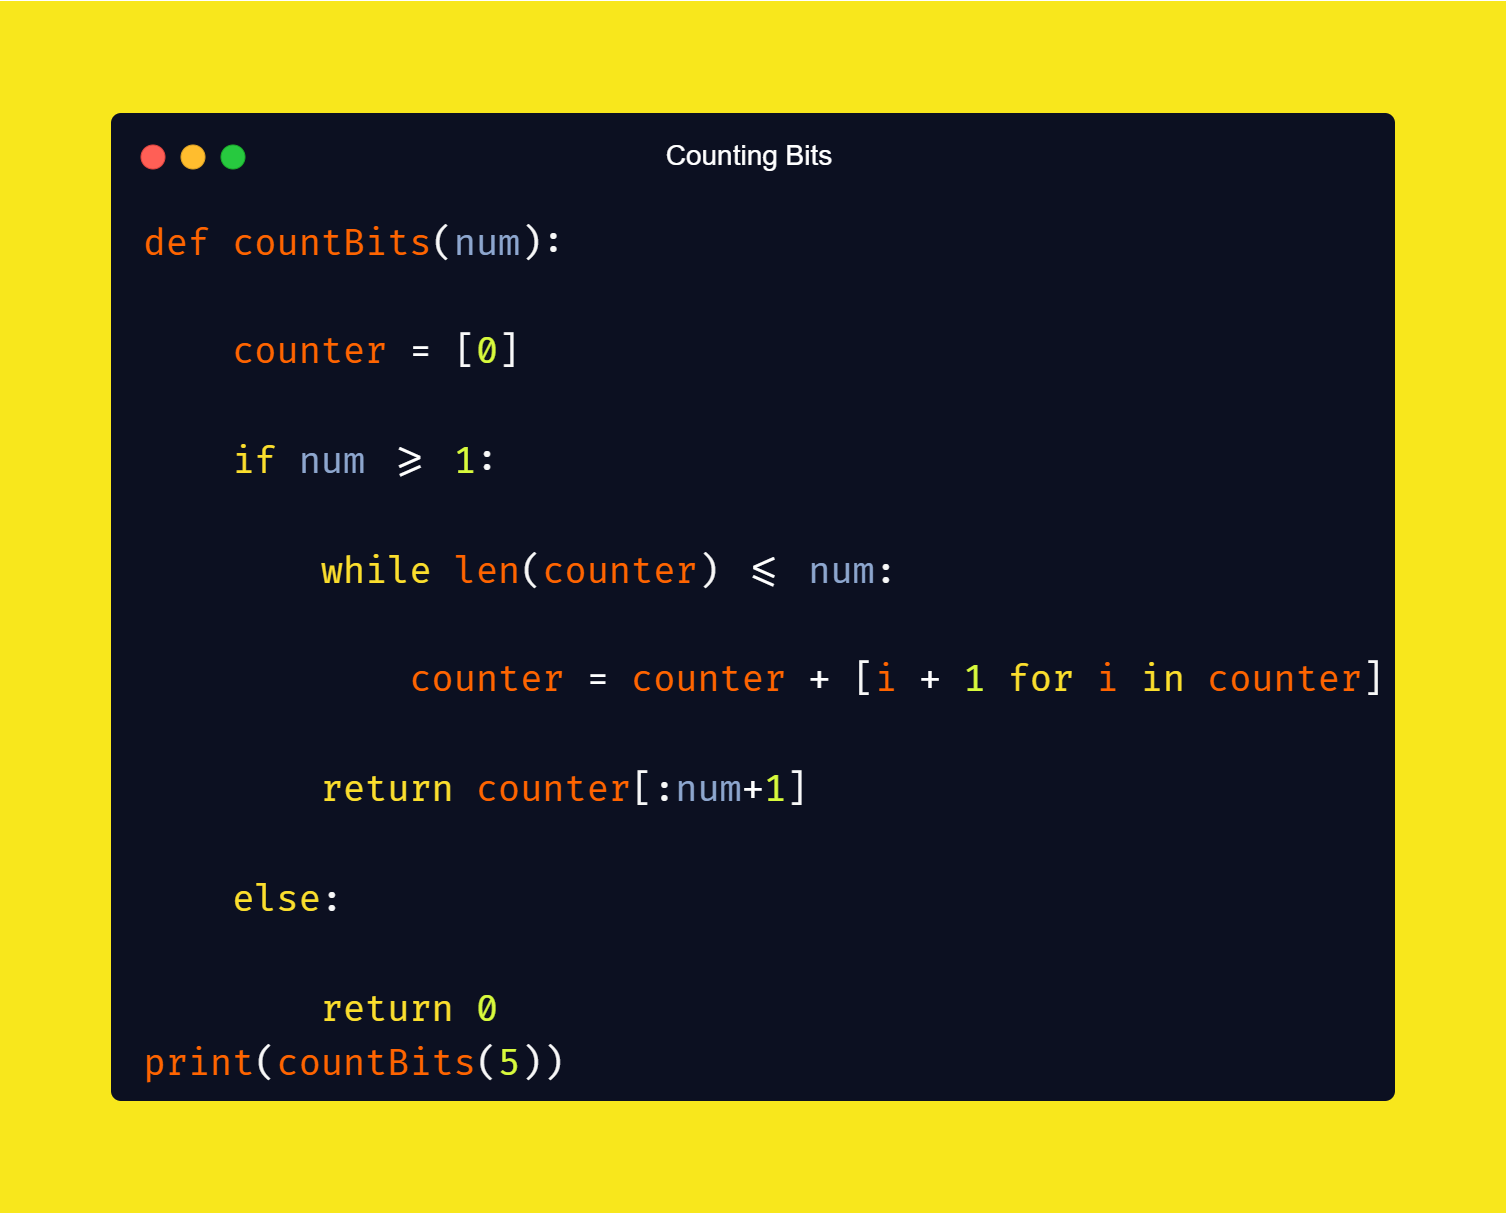 Counting Bits
def countBits(num):
    counter = [0]
    if num >= 1:
        while len(counter) <= num:
            counter = counter + [i + 1 for i in counter]
        return counter[:num+1]
    else:
        return 0
print(countBits(5))